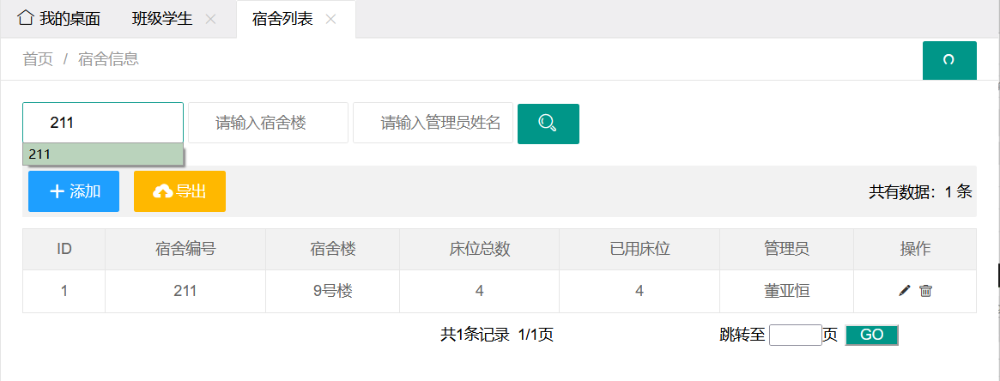 我的桌面 班级学生 宿舍列表
首页 / 宿舍信息
211 请输入宿舍楼 请输入管理员姓名
211
添加 导出 共有数据：1 条
ID 宿舍编号 宿舍楼 床位总数 已用床位 管理员 操作
1 211 9号楼 4 4 董亚恒
共1条记录 1/1页 跳转至 页 GO